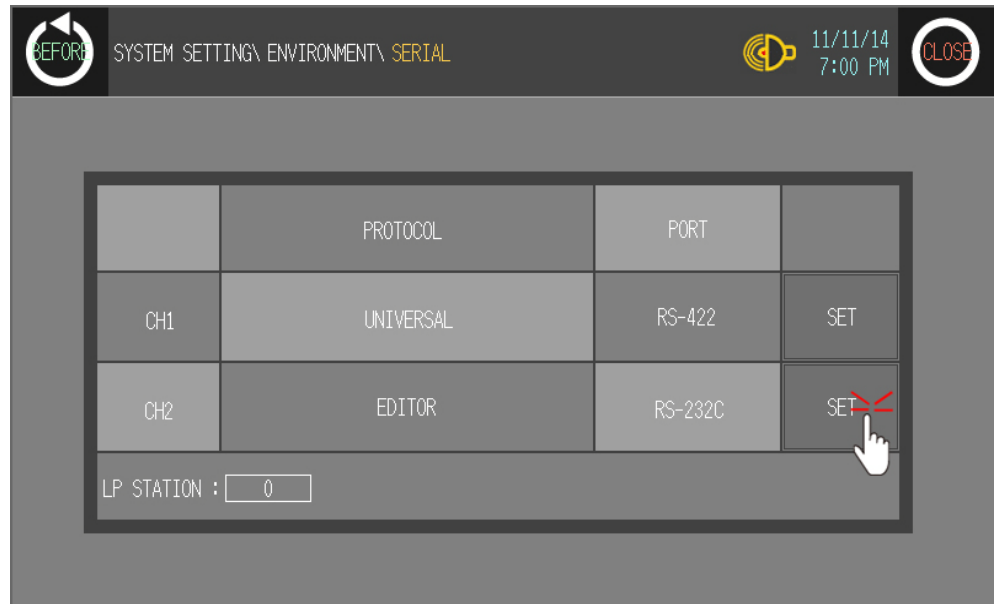 BEFORE
SYSTEM SETTING\ ENVIRONMENT\ SERIAL
11/11/14
7:00 PM
CLOSE
PROTOCOL PORT
CH1 UNIVERSAL RS-422 SET
CH2 EDITOR RS-232C SET
LP STATION : 0